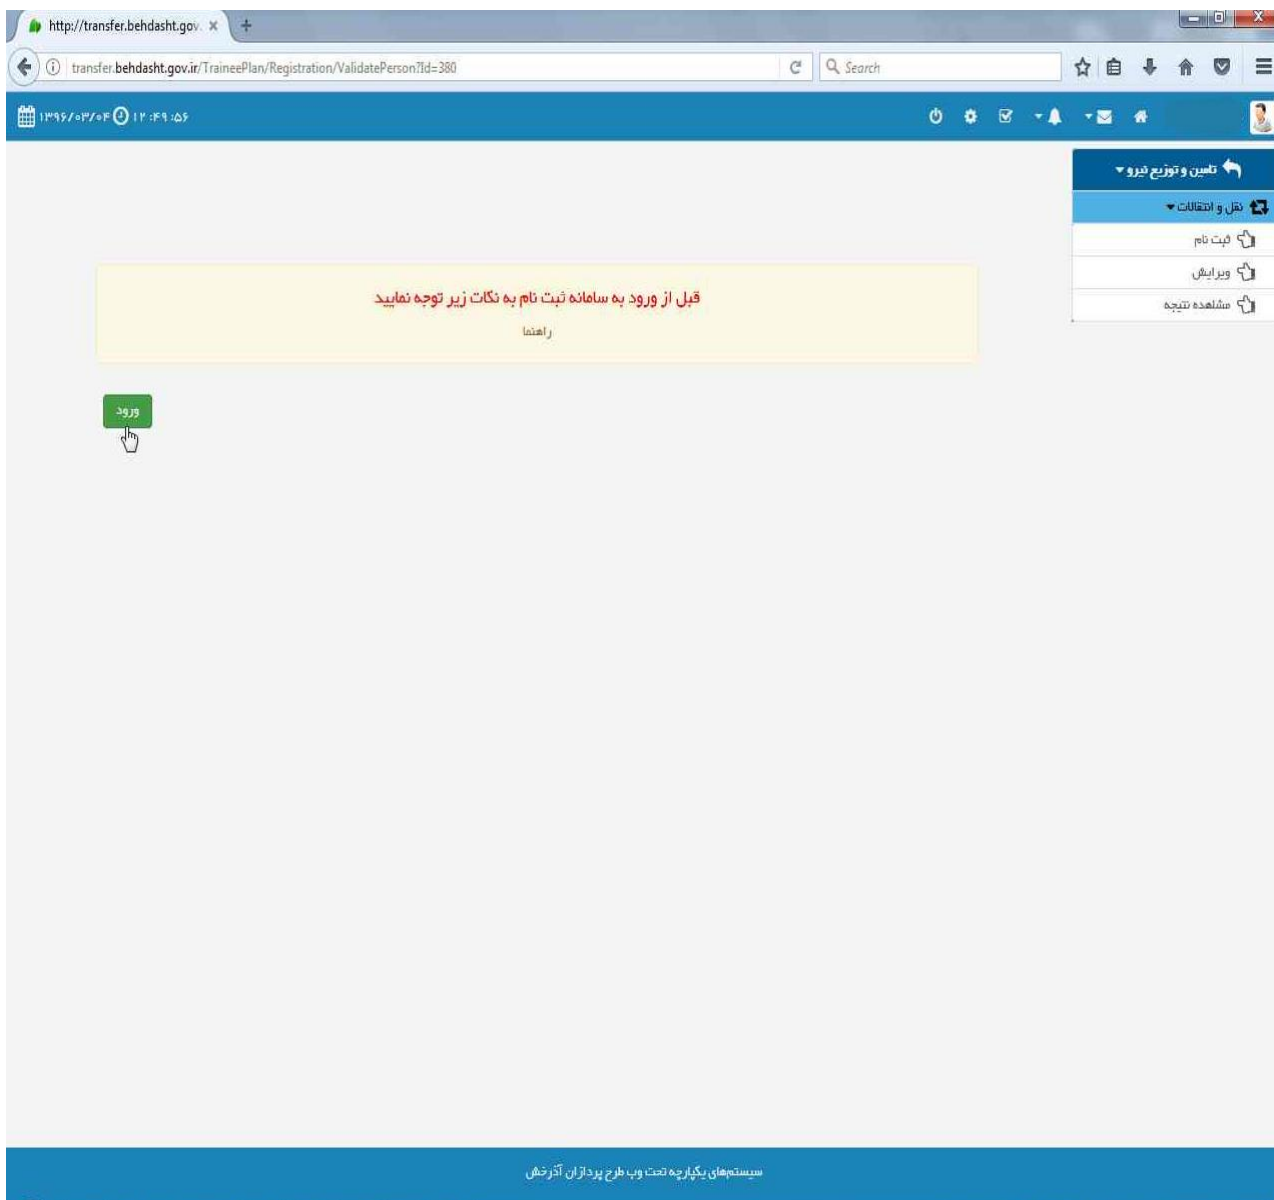 http://transfer.behdasht.gov.
transfer.behdasht.gov.ir/TraineePlan/Registration/ValidatePerson?Id=380
Search
۱۳۹۶/۰۳/۰۴ ۱۲:۴۹:۵۶
تامین و توزیع نیرو
نقل و انتقالات
ثبت نام
ویرایش
مشاهده نتیجه
قبل از ورود به سامانه ثبت نام به نکات زیر توجه نمایید
راهنما
ورود
سیستم‌های یکپارچه تحت وب طرح پردازان آذرخش